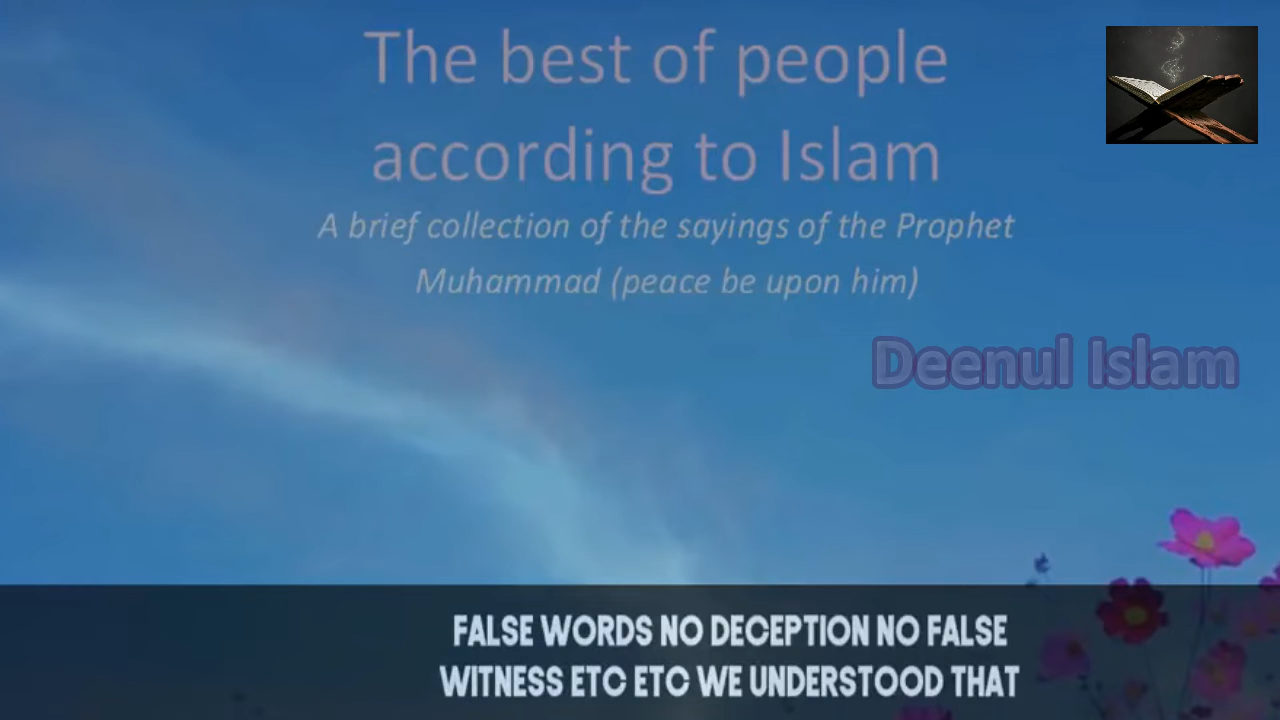 The best of people
according to Islam
A brief collection of the sayings of the Prophet
Muhammad (peace be upon him)
Deenul Islam
FALSE WORDS NO DECEPTION NO FALSE
WITNESS ETC ETC WE UNDERSTOOD THAT